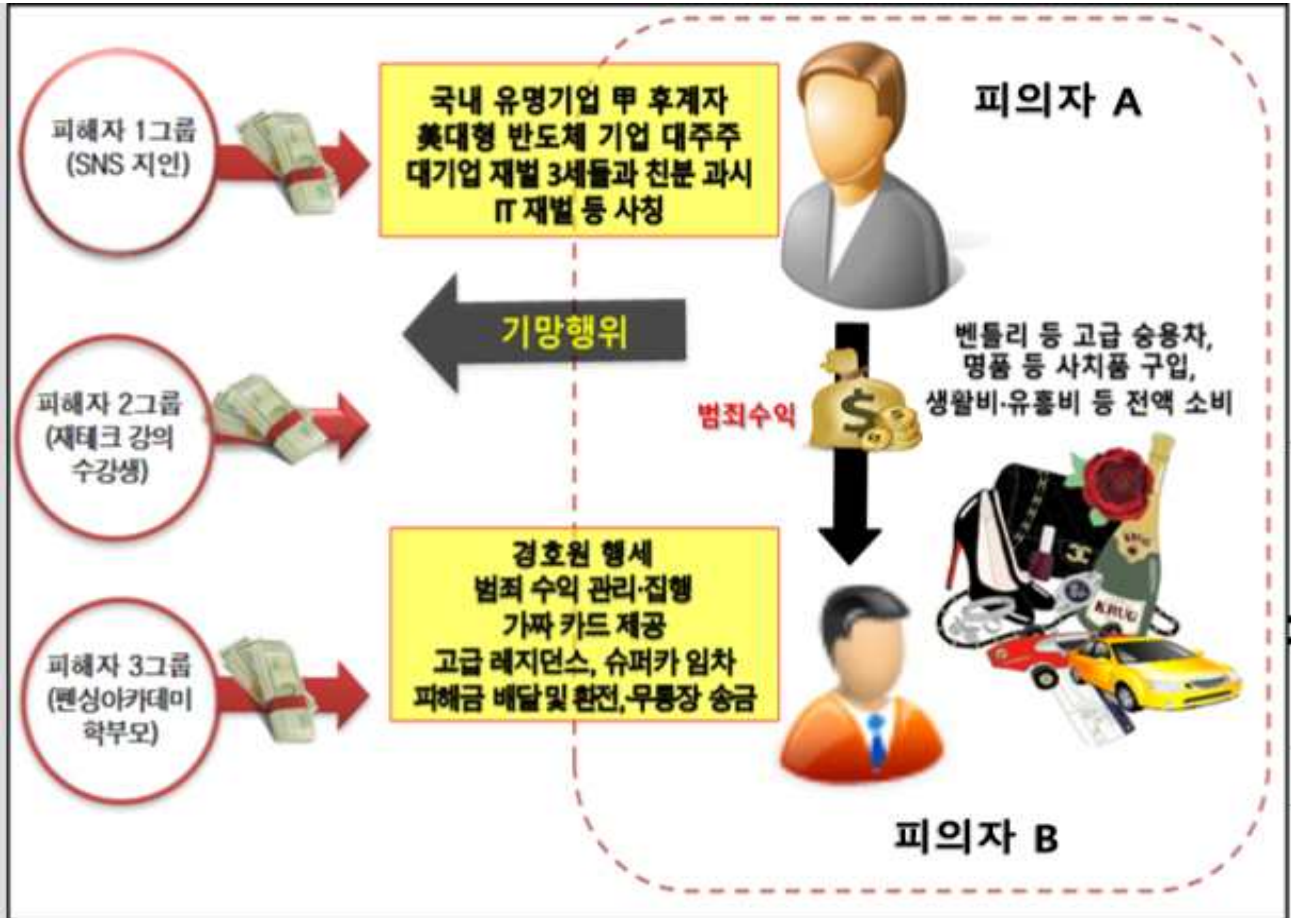 피해자 1그룹
(SNS 지인)
국내 유명기업 甲 후계자
美대형 반도체 기업 대주주
대기업 재벌 3세들과 친분 과시
IT 재벌 등 사칭
피의자 A
기망행위
피해자 2그룹
(재테크 강의
수강생)
범죄수익
$
벤틀리 등 고급 승용차,
명품 등 사치품 구입,
생활비·유흥비 등 전액 소비
경호원 행세
범죄 수익 관리·집행
가짜 카드 제공
고급 레지던스, 슈퍼카 임차
피해금 배달 및 환전,무통장 송금
피해자 3그룹
(펜싱아카데미
학부모)
KRUG
KRUG
피의자 B